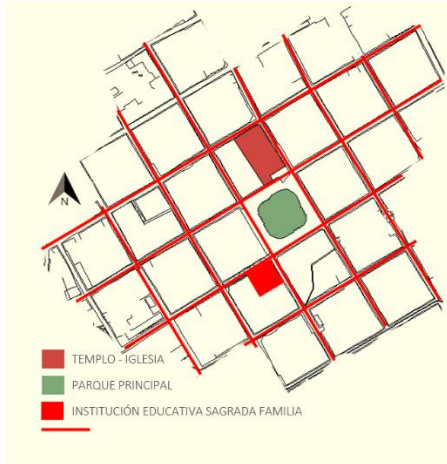 N
TEMPLO - IGLESIA
PARQUE PRINCIPAL
INSTITUCIÓN EDUCATIVA SAGRADA FAMILIA